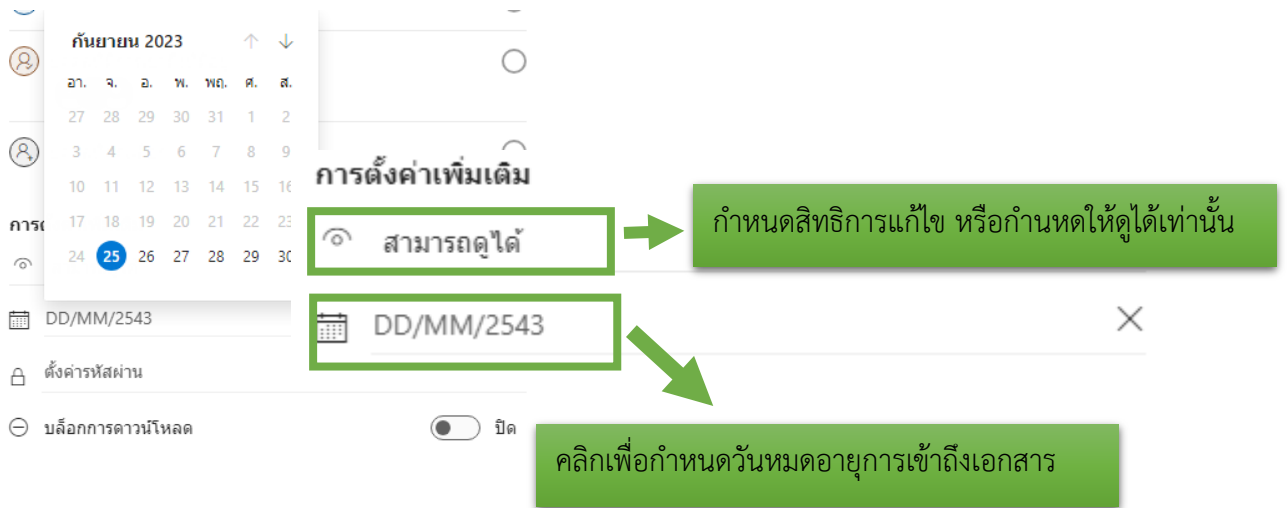 กันยายน 2023
อา. จ. อ. พ. พฤ. ศ. ส.
27 28 29 30 31 1 2
3 4 5 6 7 8 9
10 11 12 13 14 15 16
17 18 19 20 21 22 23
24 25 26 27 28 29 30
DD/MM/2543
ตั้งค่ารหัสผ่าน
บล็อกการดาวน์โหลด ปิด
การตั้งค่าเพิ่มเติม
สามารถดูได้
กำหนดสิทธิการแก้ไข หรือกำนหดให้ดูได้เท่านั้น
DD/MM/2543
คลิกเพื่อกำหนดวันหมดอายุการเข้าถึงเอกสาร